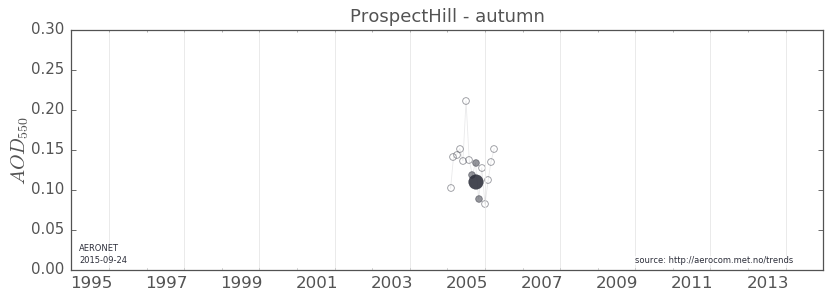 ProspectHill - autumn
0.30
0.25
0.20
0.15
0.10
0.05
0.00
AOD550
AERONET
2015-09-24
source: http://aerocom.met.no/trends
1995 1997 1999 2001 2003 2005 2007 2009 2011 2013